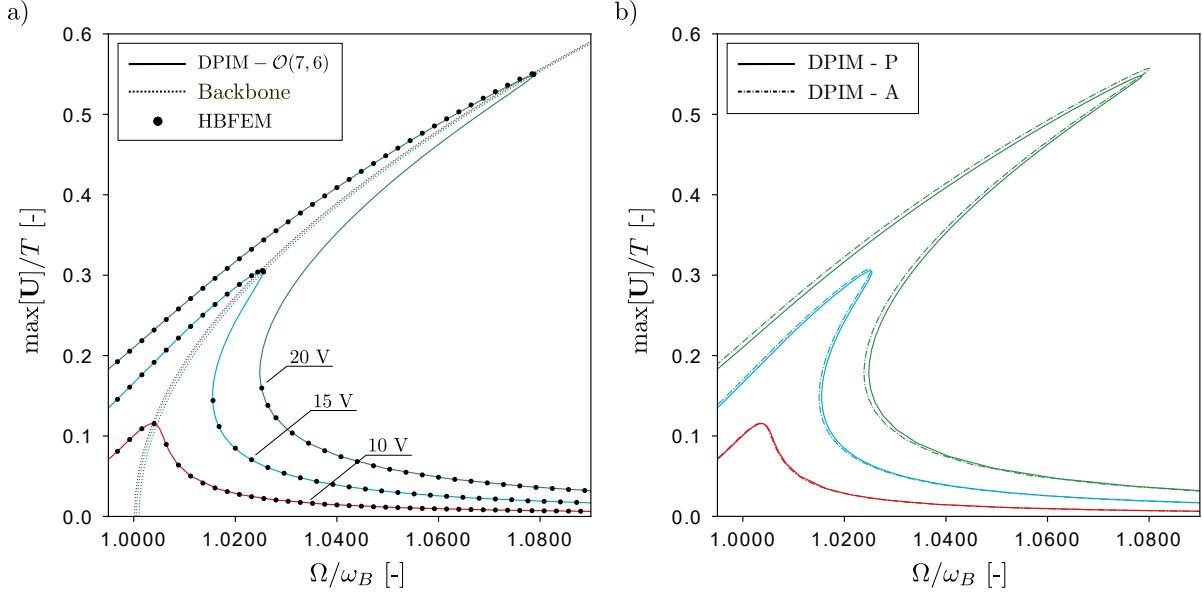 a)
0.6
0.5
0.4
0.3
0.2
0.1
0.0
max[U]/T [-]
DPIM − 𝒪(7, 6)
Backbone
HBFEM
20 V
15 V
10 V
1.0000
1.0200
1.0400
1.0600
1.0800
Ω/ω_B [-]
b)
0.6
0.5
0.4
0.3
0.2
0.1
0.0
max[U]/T [-]
DPIM - P
DPIM - A
1.0000
1.0200
1.0400
1.0600
1.0800
Ω/ω_B [-]